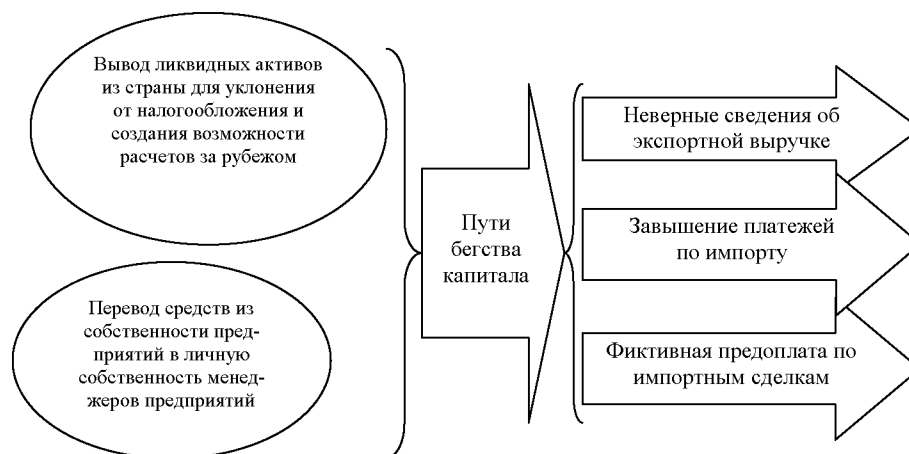 Вывод ликвидных активов
из страны для уклонения
от налогообложения и
создания возможности
расчетов за рубежом
Перевод средств из
собственности пред-
приятий в личную
собственность менед-
жеров предприятий
Пути
бегства
капитала
Неверные сведения об
экспортной выручке
Завышение платежей
по импорту
Фиктивная предоплата по
импортным сделкам